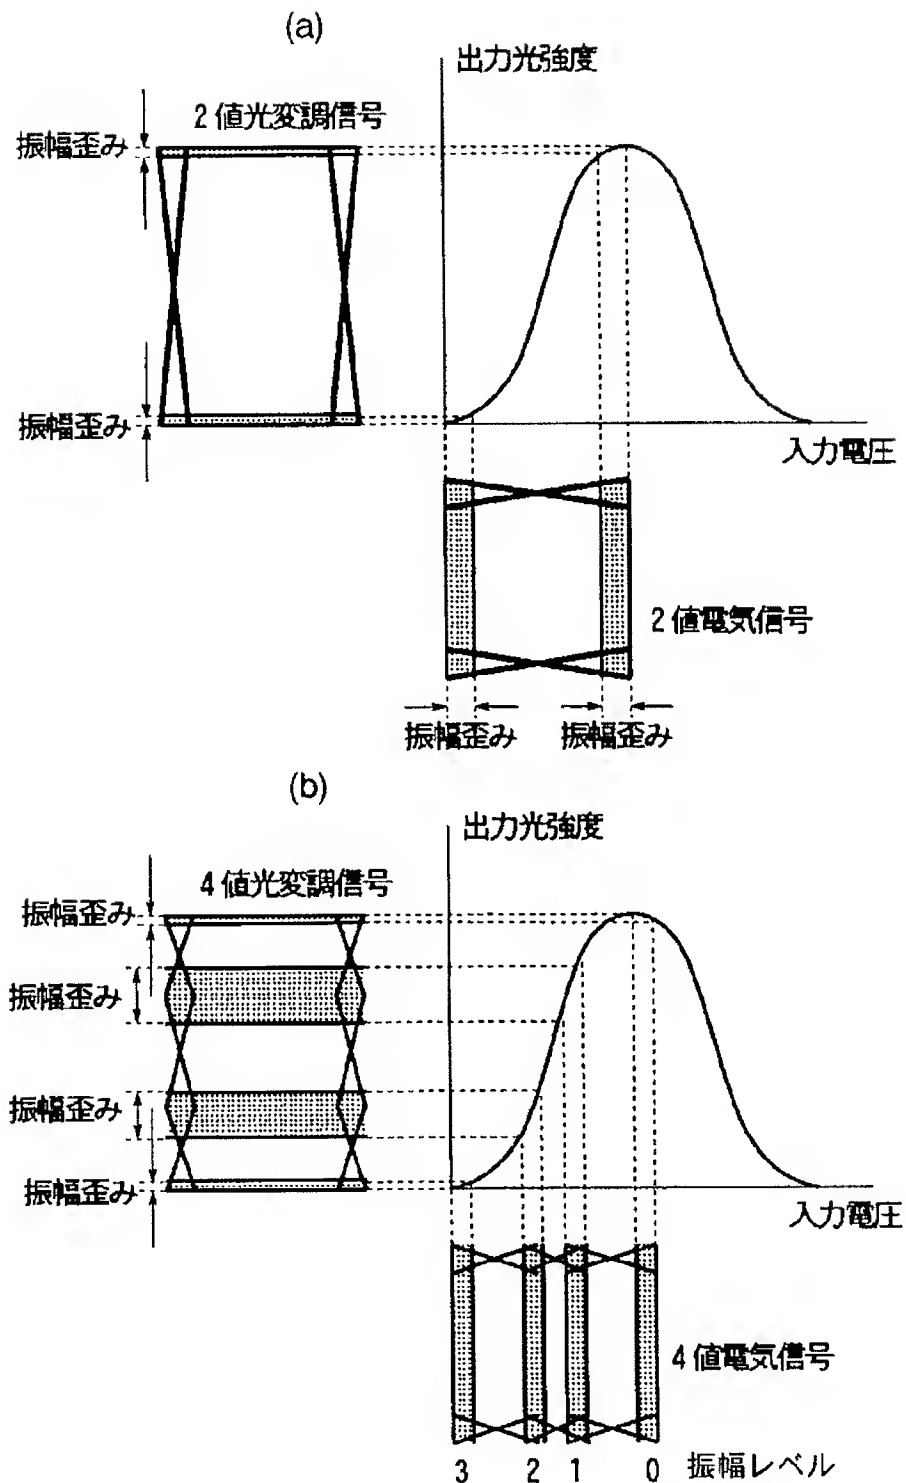 (a)
出力光強度
2値光変調信号
振幅歪み
振幅歪み
入力電圧
2値電気信号
振幅歪み 振幅歪み
(b)
出力光強度
4値光変調信号
振幅歪み
振幅歪み
振幅歪み
振幅歪み
入力電圧
4値電気信号
3 2 1 0 振幅レベル